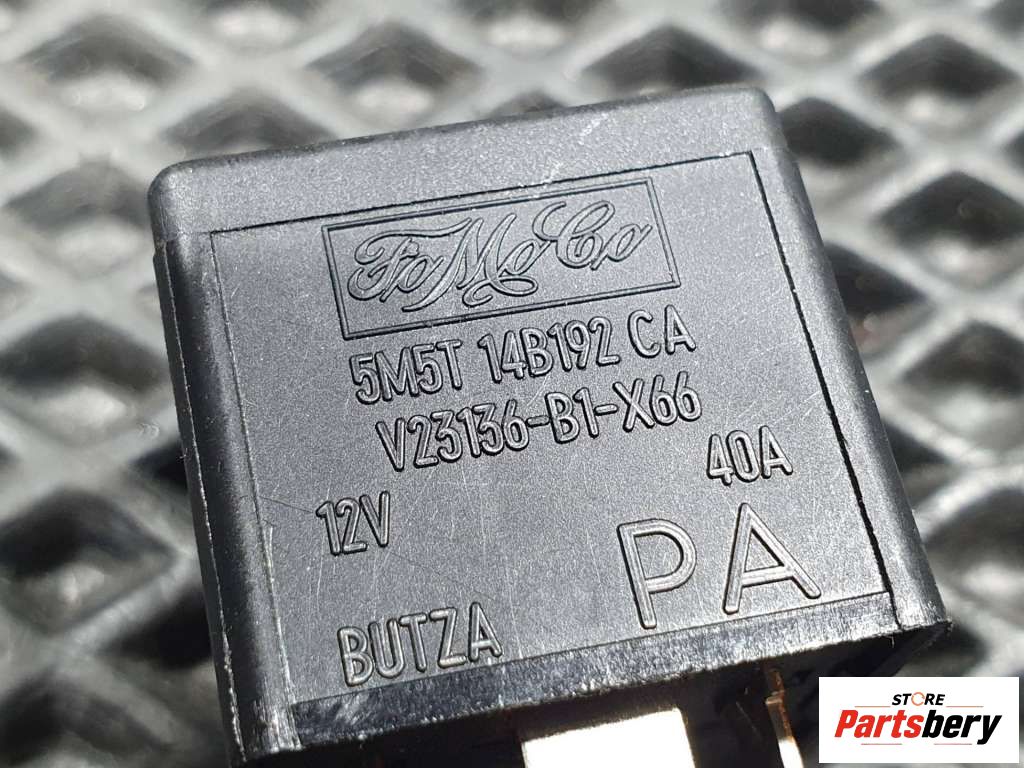 FoMoCo
5M5T 14B192 CA
V23136-B1-X66
12V 40A
BUTZA PA
STORE
Partsbery